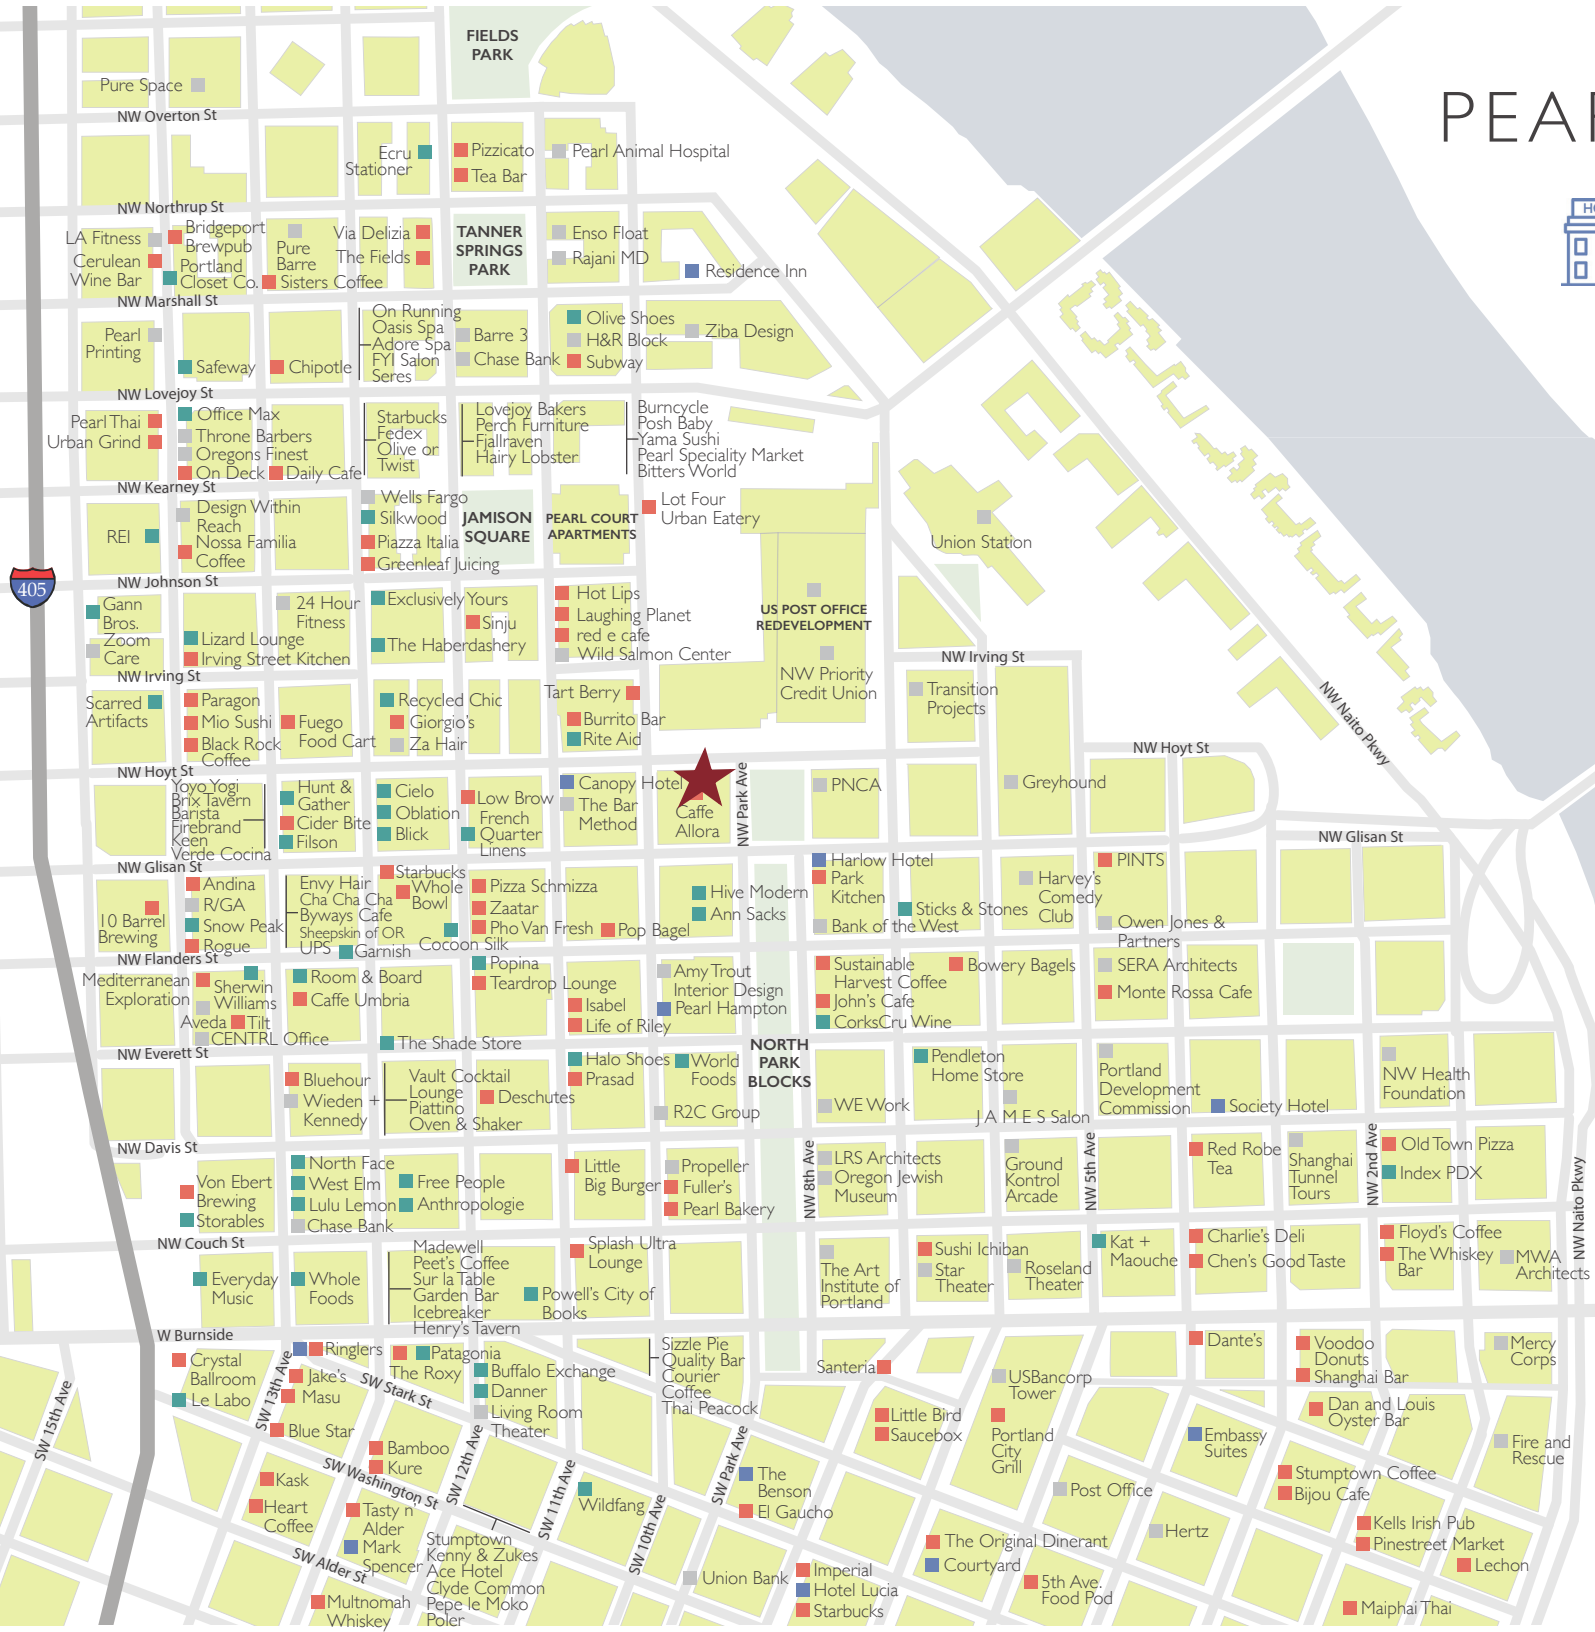 FIELDS
PARK
Pure Space
NW Overton St
PEAR
Ecru
Stationer
Pizzicato
Tea Bar
Pearl Animal Hospital
NW Northrup St
LA Fitness
Cerulean
Wine Bar
Bridgeport
Brewpub
Portland
Closet Co.
Pure
Barre
Sisters Coffee
Via Delizia
The Fields
TANNER
SPRINGS
PARK
Enso Float
Rajani MD
Residence Inn
NW Marshall St
Pearl
Printing
Safeway
Chipotle
On Running
Oasis Spa
Adore Spa
FYI Salon
Seres
Barre 3
Chase Bank
Olive Shoes
H&R Block
Subway
Ziba Design
NW Lovejoy St
Pearl Thai
Urban Grind
Office Max
Throne Barbers
Oregons Finest
On Deck
Daily Cafe
Starbucks
Fedex
Olive or
Twist
Lovejoy Bakers
Perch Furniture
Fjallraven
Hairy Lobster
Burncycle
Posh Baby
Yama Sushi
Pearl Speciality Market
Bitters World
NW Kearney St
REI
Design Within
Reach
Nossa Familia
Coffee
Wells Fargo
Silkwood
Piazza Italia
Greenleaf Juicing
JAMISON
SQUARE
PEARL COURT
APARTMENTS
Lot Four
Urban Eatery
Union Station
NW Johnson St
405
Gann
Bros.
Zoom
Care
Lizard Lounge
Irving Street Kitchen
24 Hour
Fitness
Exclusively Yours
The Haberdashery
Sinju
Hot Lips
Laughing Planet
red e cafe
Wild Salmon Center
US POST OFFICE
REDEVELOPMENT
NW Priority
Credit Union
NW Irving St
NW Irving St
Scarred
Artifacts
Paragon
Mio Sushi
Black Rock
Coffee
Fuego
Food Cart
Recycled Chic
Giorgio's
Za Hair
Tart Berry
Burrito Bar
Rite Aid
Transition
Projects
NW Naito Pkwy
NW Hoyt St
NW Hoyt St
Yoyo Yogi
Brix Tavern
Barista
Firebrand
Keen
Verde Cocina
Hunt &
Gather
Cider Bite
Filson
Cielo
Oblation
Blick
Low Brow
French
Quarter
Linens
Canopy Hotel
The Bar
Method
Caffe
Allora
NW Park Ave
PNCA
Greyhound
NW Glisan St
NW Glisan St
10 Barrel
Brewing
Andina
R/GA
Snow Peak
Rogue
Envy Hair
Cha Cha Cha
Byways Cafe
Sheepskin of OR
UPS
Garnish
Starbucks
Whole
Bowl
Cocoon Silk
Pizza Schmizza
Zaatar
Pho Van Fresh
Pop Bagel
Hive Modern
Ann Sacks
Harlow Hotel
Park
Kitchen
Bank of the West
Sticks & Stones
Harvey's
Comedy
Club
PINTS
Owen Jones &
Partners
NW Flanders St
Mediterranean
Exploration
Sherwin
Williams
Aveda
Tilt
CENTRL Office
Room & Board
Caffe Umbria
The Shade Store
Popina
Teardrop Lounge
Isabel
Life of Riley
Amy Trout
Interior Design
Pearl Hampton
Sustainable
Harvest Coffee
John's Cafe
CorksCru Wine
Bowery Bagels
SERA Architects
Monte Rossa Cafe
NW Everett St
NORTH
PARK
BLOCKS
Bluehour
Wieden +
Kennedy
Vault Cocktail
Lounge
Piattino
Oven & Shaker
Deschutes
Halo Shoes
Prasad
World
Foods
R2C Group
WE Work
Pendleton
Home Store
J A M E S Salon
Portland
Development
Commission
Society Hotel
NW Health
Foundation
NW Davis St
Von Ebert
Brewing
Storables
North Face
West Elm
Lulu Lemon
Chase Bank
Free People
Anthropologie
Little
Big Burger
Propeller
Fuller's
Pearl Bakery
NW 8th Ave
LRS Architects
Oregon Jewish
Museum
Ground
Kontrol
Arcade
NW 5th Ave
Red Robe
Tea
Shanghai
Tunnel
Tours
NW 2nd Ave
Old Town Pizza
Index PDX
NW Naito Pkwy
NW Couch St
Everyday
Music
Whole
Foods
Madewell
Peet's Coffee
Sur la Table
Garden Bar
Icebreaker
Henry's Tavern
Splash Ultra
Lounge
Powell's City of
Books
The Art
Institute of
Portland
Sushi Ichiban
Star
Theater
Roseland
Theater
Kat +
Maouche
Charlie's Deli
Chen's Good Taste
Floyd's Coffee
The Whiskey
Bar
MWA
Architects
W Burnside
Crystal
Ballroom
Le Labo
SW 15th Ave
SW 13th Ave
Ringlers
Jake's
Masu
Blue Star
The Roxy
Patagonia
SW Stark St
Buffalo Exchange
Danner
Living Room
Theater
Sizzle Pie
Quality Bar
Courier
Coffee
Thai Peacock
Santeria
USBancorp
Tower
Dante's
Voodoo
Donuts
Shanghai Bar
Mercy
Corps
Little Bird
Saucebox
Portland
City
Grill
Embassy
Suites
Dan and Louis
Oyster Bar
Fire and
Rescue
Bamboo
Kure
SW Washington St
SW 12th Ave
SW 11th Ave
SW 10th Ave
SW Park Ave
Kask
Heart
Coffee
Tasty n
Alder
Mark
Spencer
SW Alder St
Multnomah
Whiskey
Stumptown
Kenny & Zukes
Ace Hotel
Clyde Common
Pepe le Moko
Poler
Wildfang
The
Benson
El Gaucho
Post Office
Hertz
Stumptown Coffee
Bijou Cafe
Union Bank
Imperial
Hotel Lucia
Starbucks
The Original Dinerant
Courtyard
5th Ave.
Food Pod
Kells Irish Pub
Pinestreet Market
Lechon
Maiphai Thai